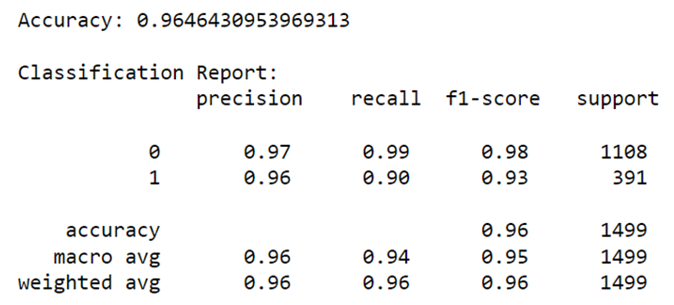 Accuracy: 0.9646430953969313
Classification Report:
precision recall f1-score support
0 0.97 0.99 0.98 1108
1 0.96 0.90 0.93 391
accuracy 0.96 1499
macro avg 0.96 0.94 0.95 1499
weighted avg 0.96 0.96 0.96 1499